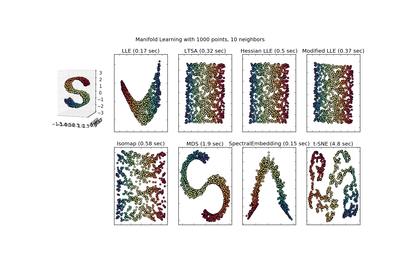 Manifold Learning with 1000 points, 10 neighbors
LLE (0.17 sec)
LTSA (0.32 sec)
Hessian LLE (0.5 sec)
Modified LLE (0.37 sec)
3
2
1
0
−1
−2
−3
Isomap (0.58 sec)
MDS (1.9 sec)
SpectralEmbedding (0.15 sec)
t-SNE (4.8 sec)